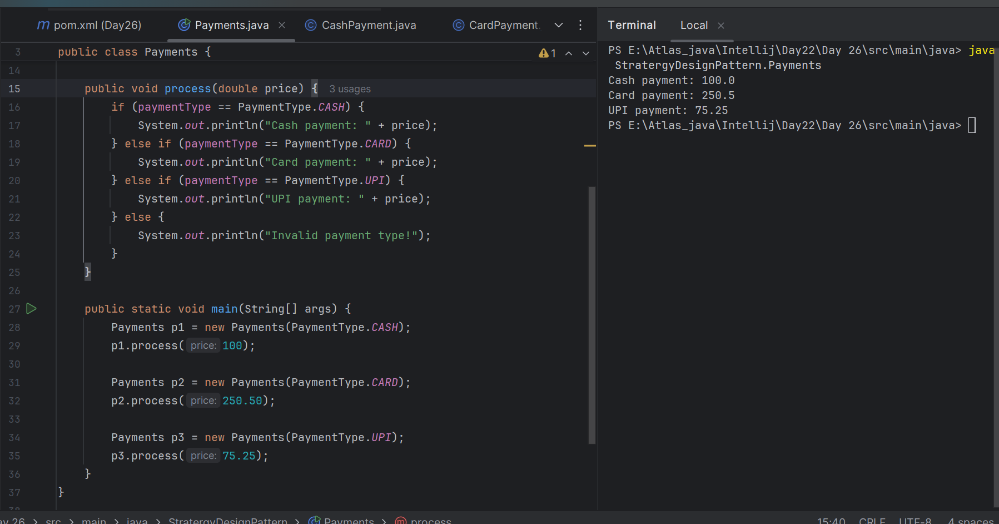 m pom.xml (Day26)
Payments.java
CashPayment.java
CardPayment.
3 public class Payments {
1
14
15 public void process(double price) { 3 usages
16 if (paymentType == PaymentType.CASH) {
17 System.out.println("Cash payment: " + price);
18 } else if (paymentType == PaymentType.CARD) {
19 System.out.println("Card payment: " + price);
20 } else if (paymentType == PaymentType.UPI) {
21 System.out.println("UPI payment: " + price);
22 } else {
23 System.out.println("Invalid payment type!");
24 }
25 }
26
27 public static void main(String[] args) {
28 Payments p1 = new Payments(PaymentType.CASH);
29 p1.process( price: 100);
30
31 Payments p2 = new Payments(PaymentType.CARD);
32 p2.process( price: 250.50);
33
34 Payments p3 = new Payments(PaymentType.UPI);
35 p3.process( price: 75.25);
36 }
37 }
38
Terminal Local
PS E:\Atlas_java\Intellij\Day22\Day 26\src\main\java> java
StratergyDesignPattern.Payments
Cash payment: 100.0
Card payment: 250.5
UPI payment: 75.25
PS E:\Atlas_java\Intellij\Day22\Day 26\src\main\java>
ay 26 > src > main > java > StratergyDesignPattern > Payments > process
15:40 CRLF UTF-8 4 spaces